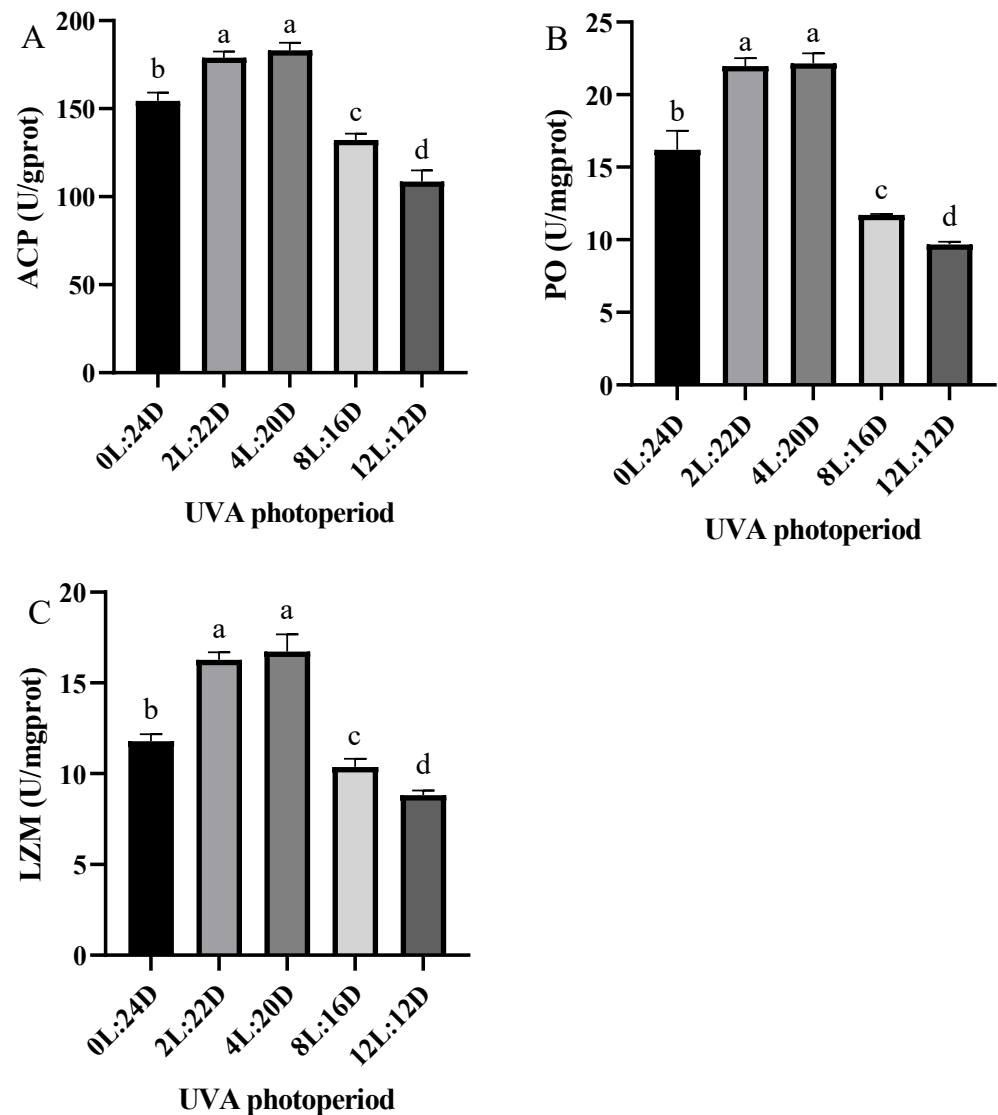 A
ACP (U/gprot)
200
150
100
50
0
b
a
a
c
d
0L:24D
2L:22D
4L:20D
8L:16D
12L:12D
UVA photoperiod
B
PO (U/mgprot)
25
20
15
10
5
0
b
a
a
c
d
0L:24D
2L:22D
4L:20D
8L:16D
12L:12D
UVA photoperiod
C
LZM (U/mgprot)
20
15
10
5
0
b
a
a
c
d
0L:24D
2L:22D
4L:20D
8L:16D
12L:12D
UVA photoperiod